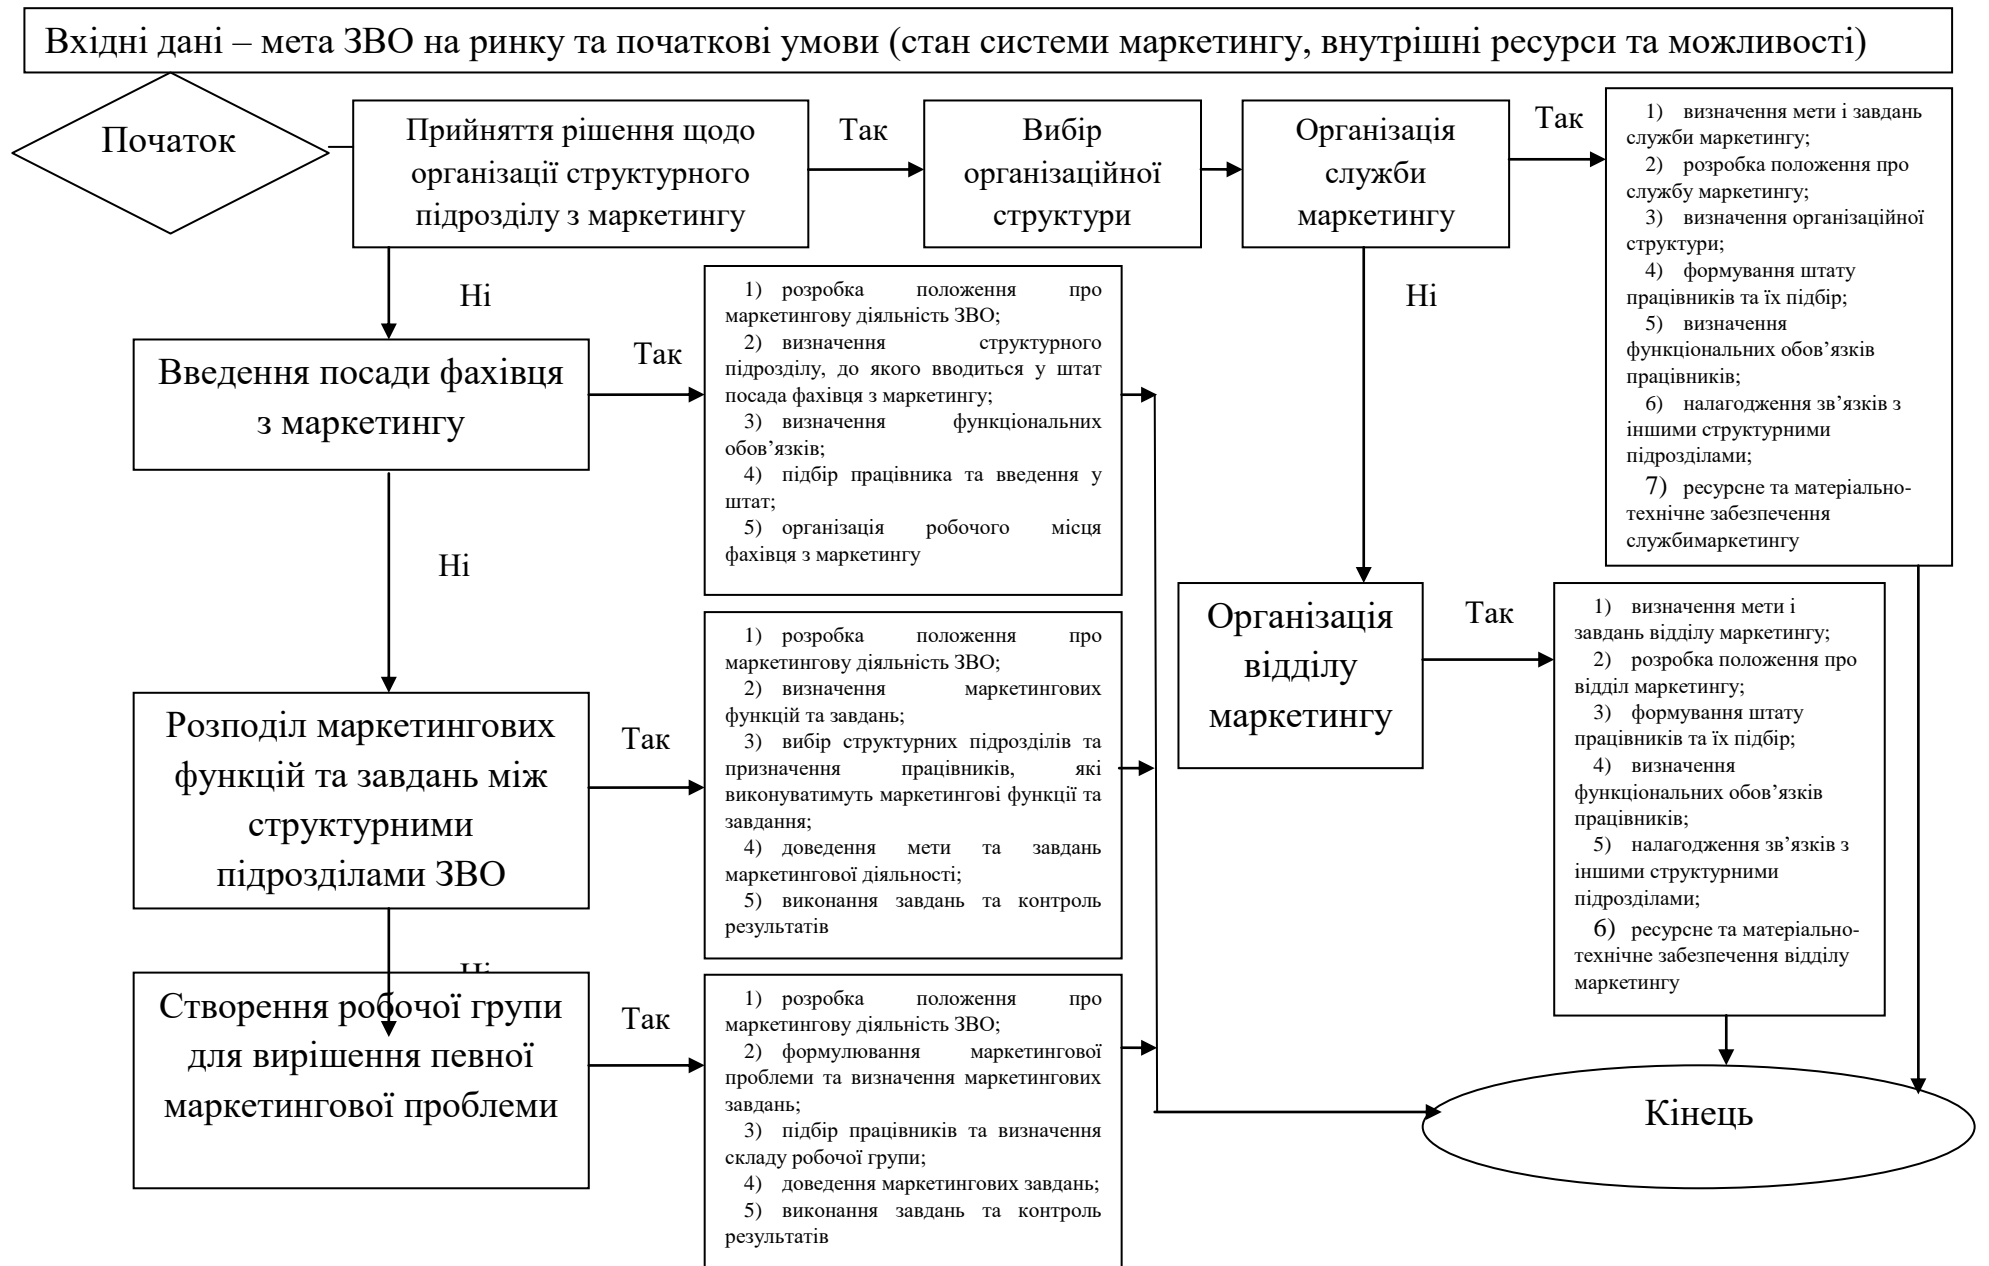 Вхідні дані – мета ЗВО на ринку та початкові умови (стан системи маркетингу, внутрішні ресурси та можливості)
Початок
Прийняття рішення щодо
організації структурного
підрозділу з маркетингу
Так
Вибір
організаційної
структури
Організація
служби
маркетингу
Так
1) визначення мети і завдань
служби маркетингу;
2) розробка положення про
службу маркетингу;
3) визначення організаційної
структури;
4) формування штату
працівників та їх підбір;
5) визначення
функціональних обов’язків
працівників;
6) налагодження зв’язків з
іншими структурними
підрозділами;
7) ресурсне та матеріально-
технічне забезпечення
службимаркетингу
Ні
Ні
Введення посади фахівця
з маркетингу
Так
1) розробка положення про
маркетингову діяльність ЗВО;
2) визначення структурного
підрозділу, до якого вводиться у штат
посада фахівця з маркетингу;
3) визначення функціональних
обов’язків;
4) підбір працівника та введення у
штат;
5) організація робочого місця
фахівця з маркетингу
Ні
Організація
відділу
маркетингу
Так
1) визначення мети і
завдань відділу маркетингу;
2) розробка положення про
відділ маркетингу;
3) формування штату
працівників та їх підбір;
4) визначення
функціональних обов’язків
працівників;
5) налагодження зв’язків з
іншими структурними
підрозділами;
6) ресурсне та матеріально-
технічне забезпечення відділу
маркетингу
Розподіл маркетингових
функцій та завдань між
структурними
підрозділами ЗВО
Так
1) розробка положення про
маркетингову діяльність ЗВО;
2) визначення маркетингових
функцій та завдань;
3) вибір структурних підрозділів та
призначення працівників, які
виконуватимуть маркетингові функції та
завдання;
4) доведення мети та завдань
маркетингової діяльності;
5) виконання завдань та контроль
результатів
Створення робочої групи
для вирішення певної
маркетингової проблеми
Так
1) розробка положення про
маркетингову діяльність ЗВО;
2) формулювання маркетингової
проблеми та визначення маркетингових
завдань;
3) підбір працівників та визначення
складу робочої групи;
4) доведення маркетингових завдань;
5) виконання завдань та контроль
результатів
Кінець